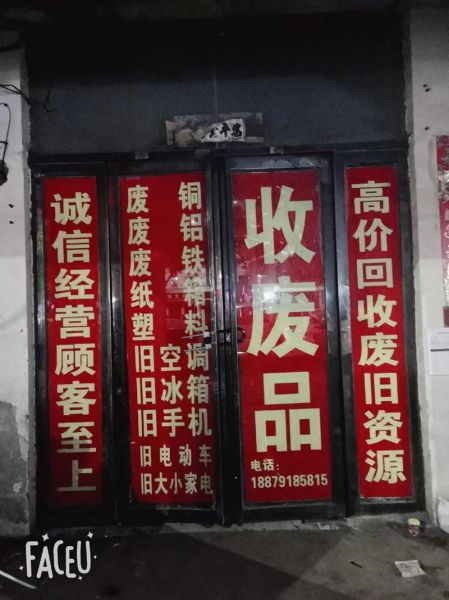 诚信经营顾客至上
废铜
废铝
废铁
纸箱
塑料
旧空调
旧冰箱
旧手机
旧电动车
旧大小家电
收废品
电话:
18879185815
高价回收废旧资源
FACEU